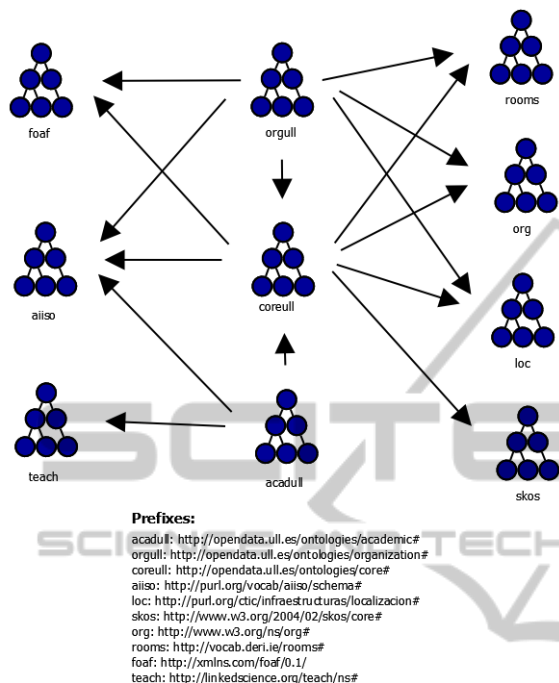 foaf
orgull
rooms
org
aiiso
coreull
loc
teach
acadull
skos
Prefixes:
acadull: http://opendata.ull.es/ontologies/academic#
orgull: http://opendata.ull.es/ontologies/organization#
coreull: http://opendata.ull.es/ontologies/core#
aiiso: http://purl.org/vocab/aiiso/schema#
loc: http://purl.org/ctic/infraestructuras/localizacion#
skos: http://www.w3.org/2004/02/skos/core#
org: http://www.w3.org/ns/org#
rooms: http://vocab.deri.ie/rooms#
foaf: http://xmlns.com/foaf/0.1/
teach: http://linkedscience.org/teach/ns#
SCITE
SCIENCE AND TECH